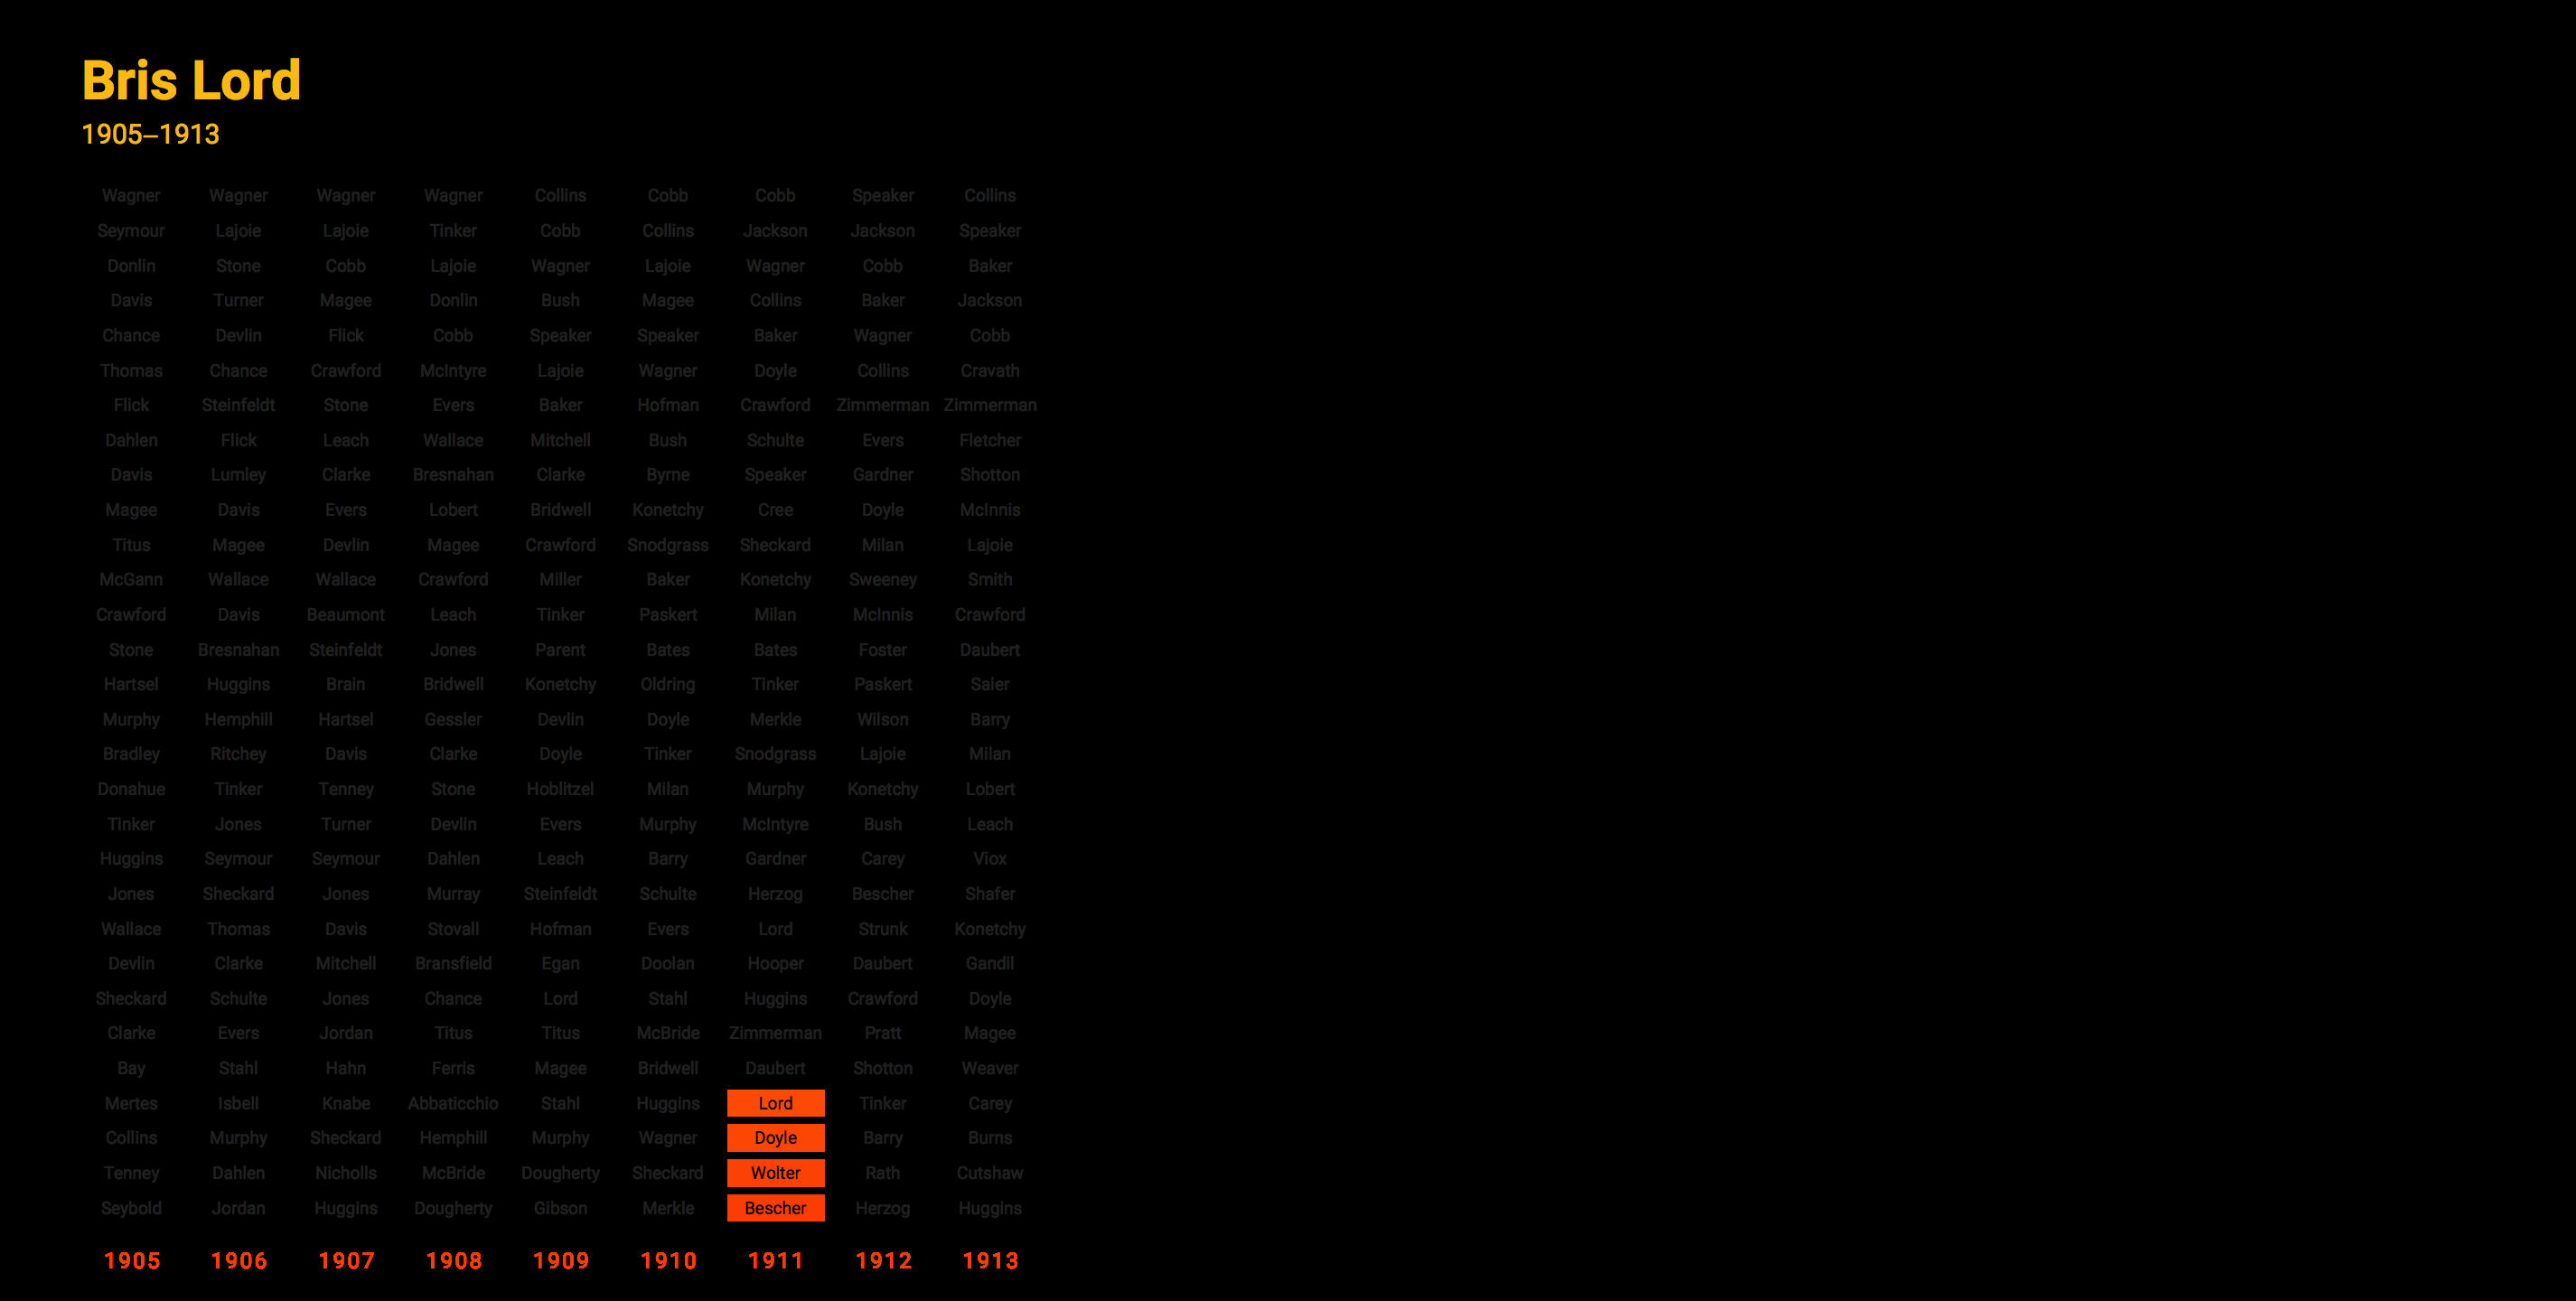 Bris Lord
1905–1913
Wagner Wagner Wagner Wagner Collins Cobb Cobb Speaker Collins
Seymour Lajoie Lajoie Tinker Cobb Collins Jackson Jackson Speaker
Donlin Stone Cobb Lajoie Wagner Lajoie Wagner Cobb Baker
Davis Turner Magee Donlin Bush Magee Collins Baker Jackson
Chance Devlin Flick Cobb Speaker Speaker Baker Wagner Cobb
Thomas Chance Crawford McIntyre Lajoie Wagner Doyle Collins Cravath
Flick Steinfeldt Stone Evers Baker Hofman Crawford Zimmerman Zimmerman
Dahlen Flick Leach Wallace Mitchell Bush Schulte Evers Fletcher
Davis Lumley Clarke Bresnahan Clarke Byrne Speaker Gardner Shotton
Magee Davis Evers Lobert Bridwell Konetchy Cree Doyle McInnis
Titus Magee Devlin Magee Crawford Snodgrass Sheckard Milan Lajoie
McGann Wallace Wallace Crawford Miller Baker Konetchy Sweeney Smith
Crawford Davis Beaumont Leach Tinker Paskert Milan McInnis Crawford
Stone Bresnahan Steinfeldt Jones Parent Bates Bates Foster Daubert
Hartsel Huggins Brain Bridwell Konetchy Oldring Tinker Paskert Saier
Murphy Hemphill Hartsel Gessler Devlin Doyle Merkle Wilson Barry
Bradley Ritchey Davis Clarke Doyle Tinker Snodgrass Lajoie Milan
Donahue Tinker Tenney Stone Hoblitzel Milan Murphy Konetchy Lobert
Tinker Jones Turner Devlin Evers Murphy McIntyre Bush Leach
Huggins Seymour Seymour Dahlen Leach Barry Gardner Carey Viox
Jones Sheckard Jones Murray Steinfeldt Schulte Herzog Bescher Shafer
Wallace Thomas Davis Stovall Hofman Evers Lord Strunk Konetchy
Devlin Clarke Mitchell Bransfield Egan Doolan Hooper Daubert Gandil
Sheckard Schulte Jones Chance Lord Stahl Huggins Crawford Doyle
Clarke Evers Jordan Titus Titus McBride Zimmerman Pratt Magee
Bay Stahl Hahn Ferris Magee Bridwell Daubert Shotton Weaver
Mertes Isbell Knabe Abbaticchio Stahl Huggins Lord Tinker Carey
Collins Murphy Sheckard Hemphill Murphy Wagner Doyle Barry Burns
Tenney Dahlen Nicholls McBride Dougherty Sheckard Wolter Rath Cutshaw
Seybold Jordan Huggins Dougherty Gibson Merkle Bescher Herzog Huggins
1905 1906 1907 1908 1909 1910 1911 1912 1913